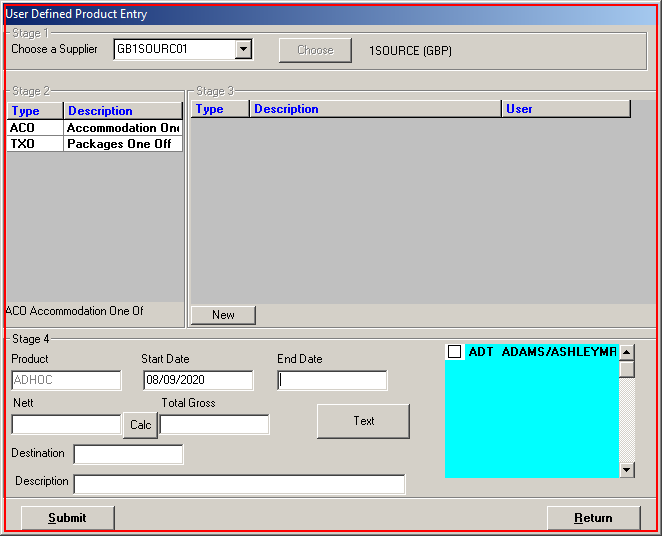 User Defined Product Entry
Stage 1
Choose a Supplier GB1SOURC01 Choose 1SOURCE (GBP)
Stage 2 Stage 3
Type Description Type Description User
ACO Accommodation One
TXO Packages One Off
ACO Accommodation One Of
New
Stage 4
Product Start Date End Date
ADT ADAMS/ASHLEYMR
ADHOC 08/09/2020
Nett Total Gross
Calc Text
Destination
Description
Submit Return